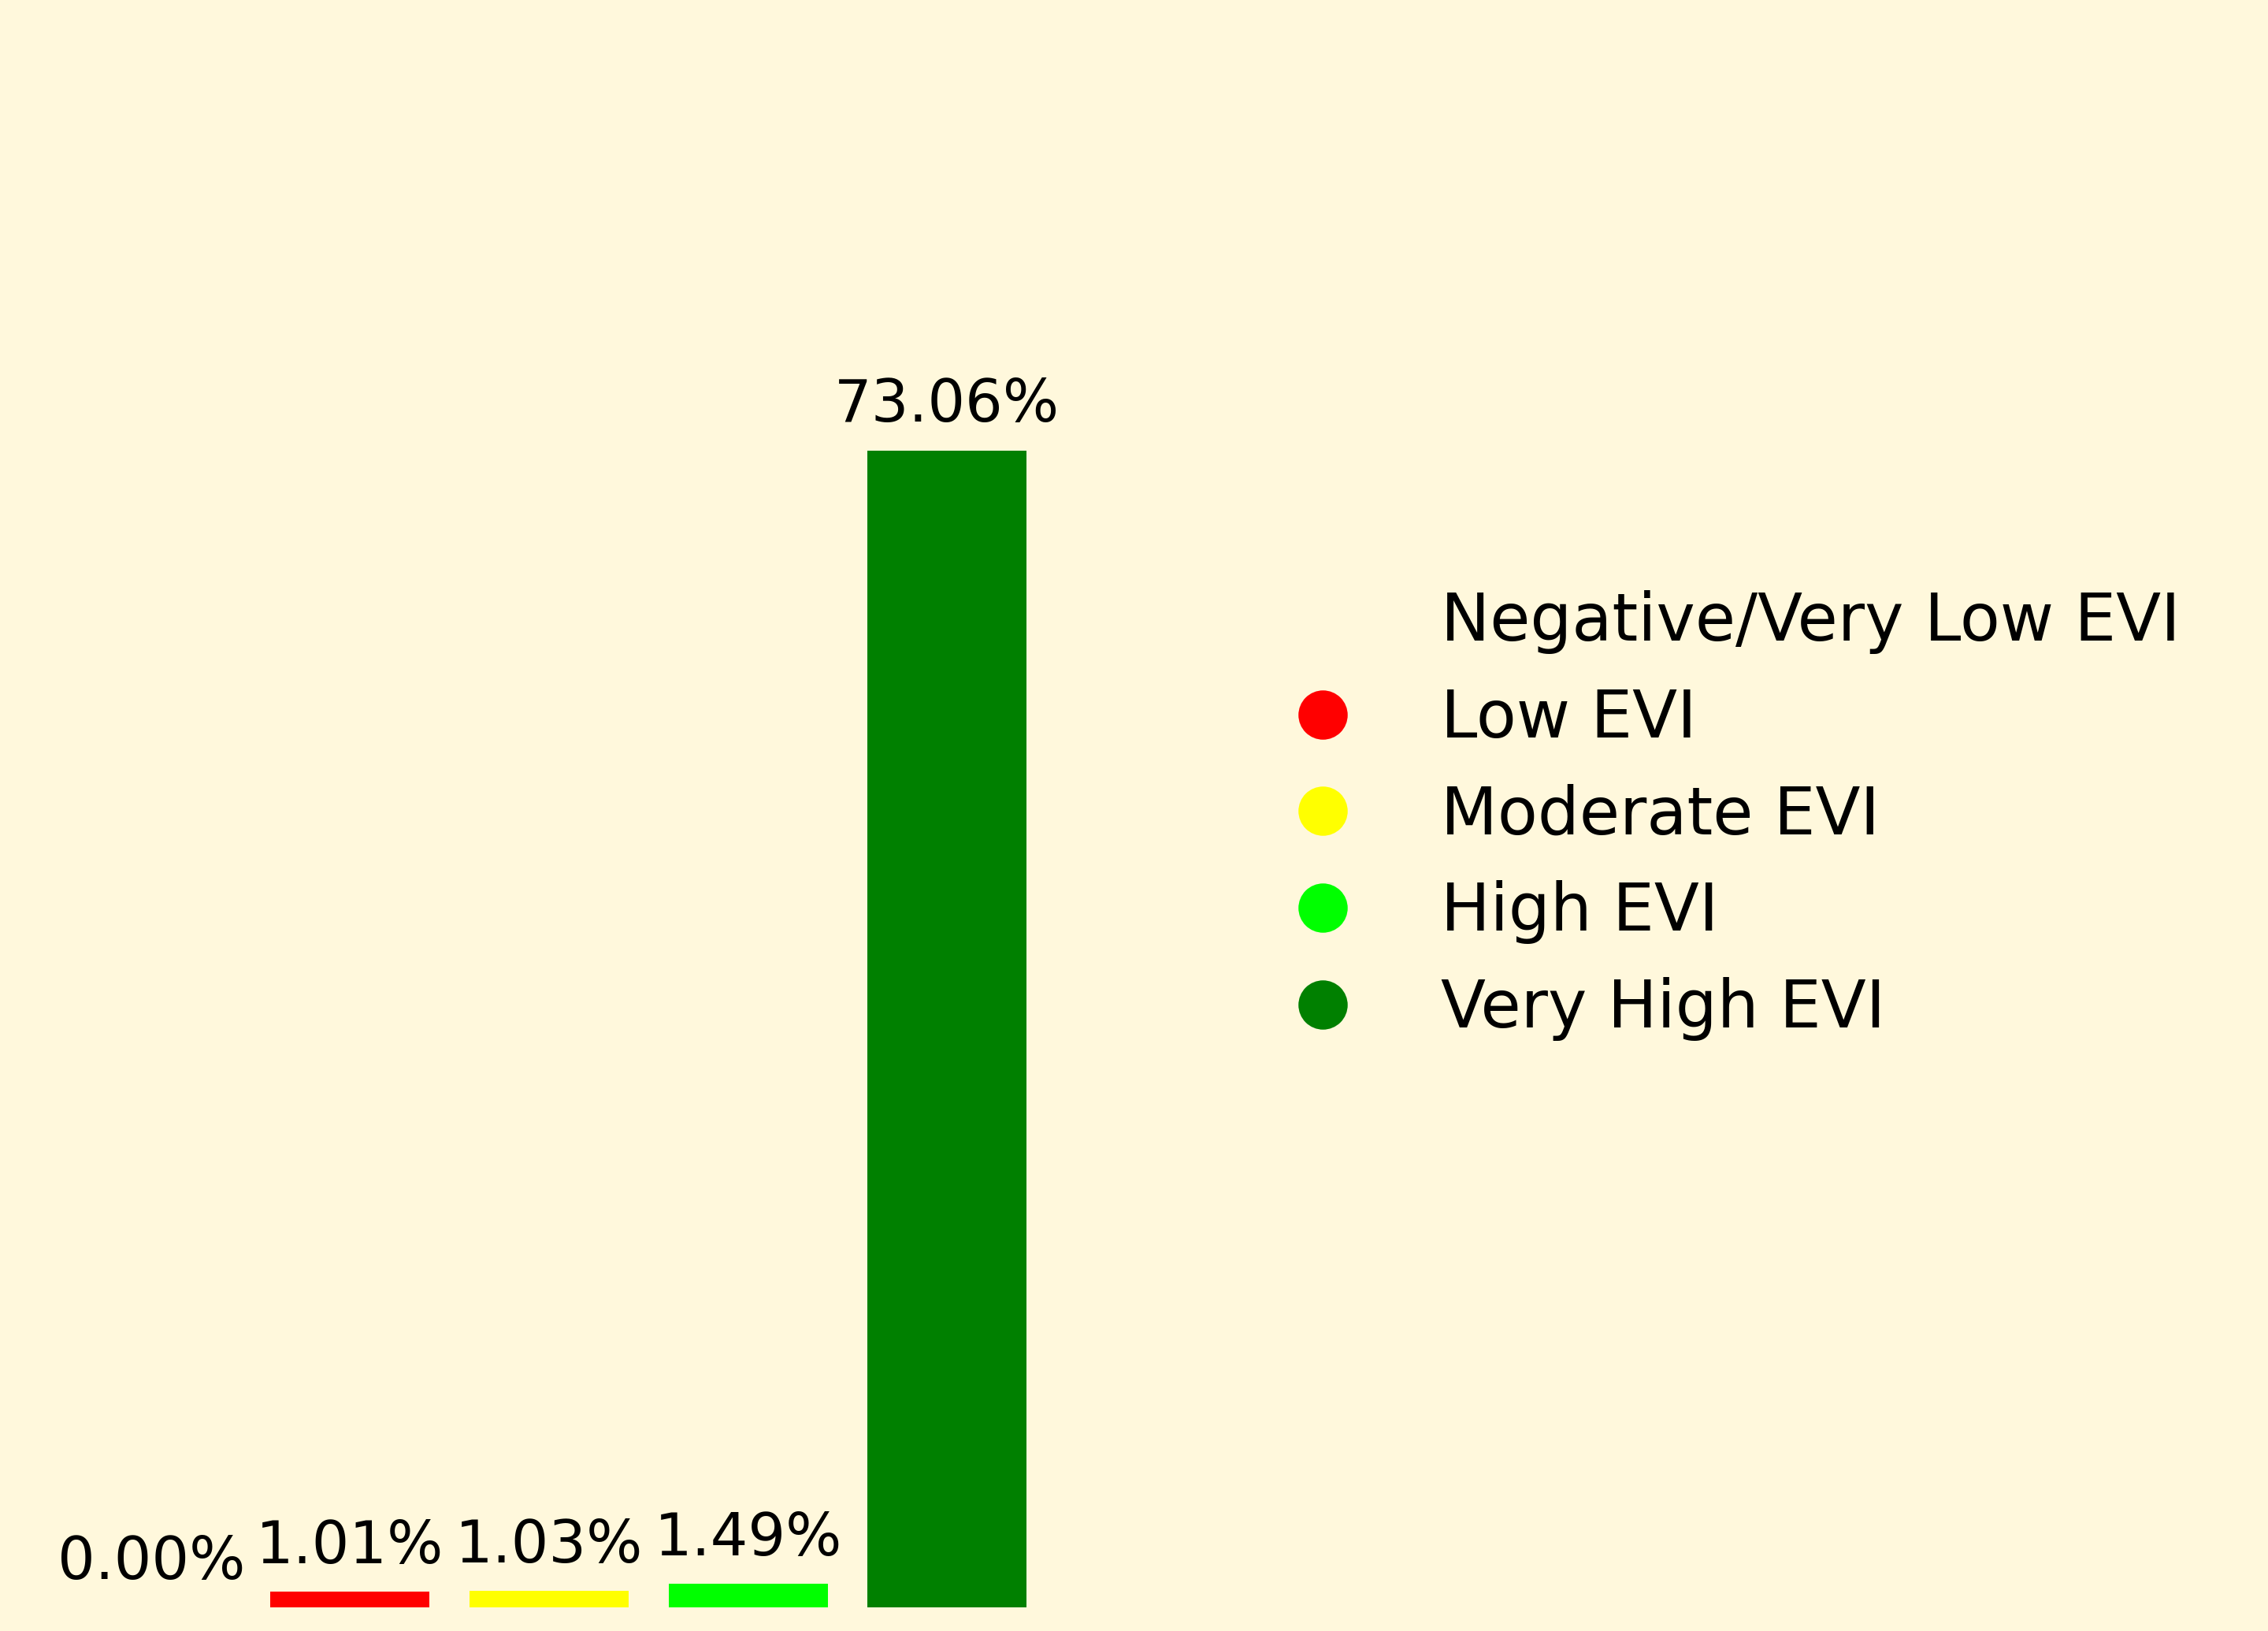 73.06%
Negative/Very Low EVI
Low EVI
Moderate EVI
High EVI
Very High EVI
0.00%
1.01%
1.03%
1.49%